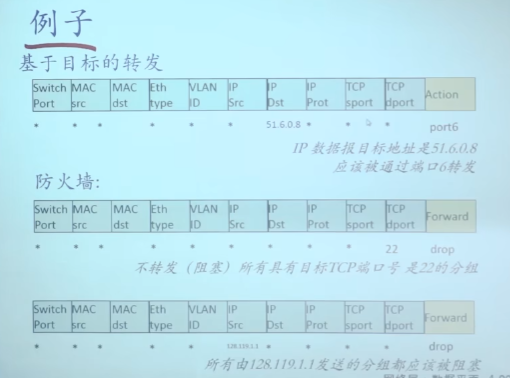 例子
基于目标的转发
Switch Port MAC src MAC dst Eth type VLAN ID IP Src IP Dst IP Prot TCP sport TCP dport Action
* * * * * * 51.6.0.8 * * * port6
IP 数据报目标地址是51.6.0.8
应该被通过端口6转发
防火墙:
Switch Port MAC src MAC dst Eth type VLAN ID IP Src IP Dst IP Prot TCP sport TCP dport Forward
* * * * * * * * * 22 drop
不转发（阻塞）所有具有目标TCP端口号 是22的分组
Switch Port MAC src MAC dst Eth type VLAN ID IP Src IP Dst IP Prot TCP sport TCP dport Forward
* * * * * 128.119.1.1 * * * * drop
所有由128.119.1.1发送的分组都应该被阻塞